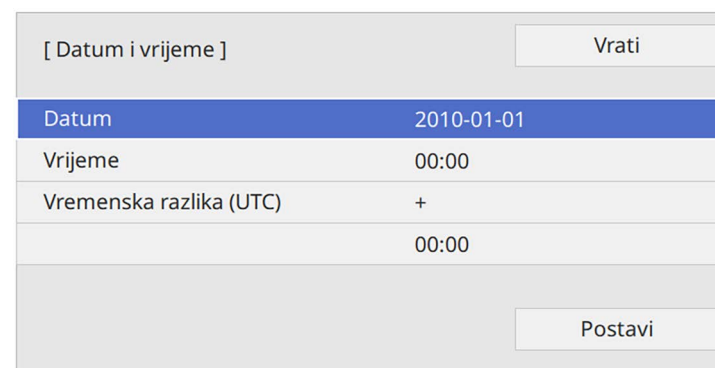 [ Datum i vrijeme ] Vrati
Datum 2010-01-01
Vrijeme 00:00
Vremenska razlika (UTC) +
00:00
Postavi